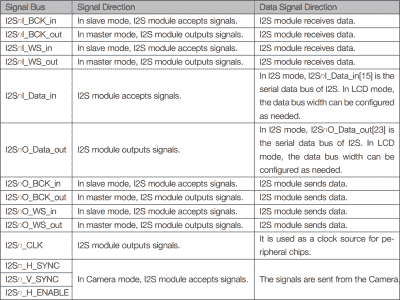 Signal Bus Signal Direction Data Signal Direction
I2SnI_BCK_in In slave mode, I2S module accepts signals. I2S module receives data.
I2SnI_BCK_out In master mode, I2S module outputs signals. I2S module receives data.
I2SnI_WS_in In slave mode, I2S module accepts signals. I2S module receives data.
I2SnI_WS_out In master mode, I2S module outputs signals. I2S module receives data.
I2SnI_Data_in I2S module accepts signals. In I2S mode, I2SnI_Data_in[15] is the
serial data bus of I2S. In LCD mode,
the data bus width can be configured
as needed.
I2SnO_Data_out I2S module outputs signals. In I2S mode, I2SnO_Data_out[23] is
the serial data bus of I2S. In LCD
mode, the data bus width can be
configured as needed.
I2SnO_BCK_in In slave mode, I2S module accepts signals. I2S module sends data.
I2SnO_BCK_out In master mode, I2S module outputs signals. I2S module sends data.
I2SnO_WS_in In slave mode, I2S module accepts signals. I2S module sends data.
I2SnO_WS_out In master mode, I2S module outputs signals. I2S module sends data.
I2Sn_CLK I2S module outputs signals. It is used as a clock source for pe-
ripheral chips.
I2Sn_H_SYNC
I2Sn_V_SYNC In Camera mode, I2S module accepts signals. The signals are sent from the Camera.
I2Sn_H_ENABLE